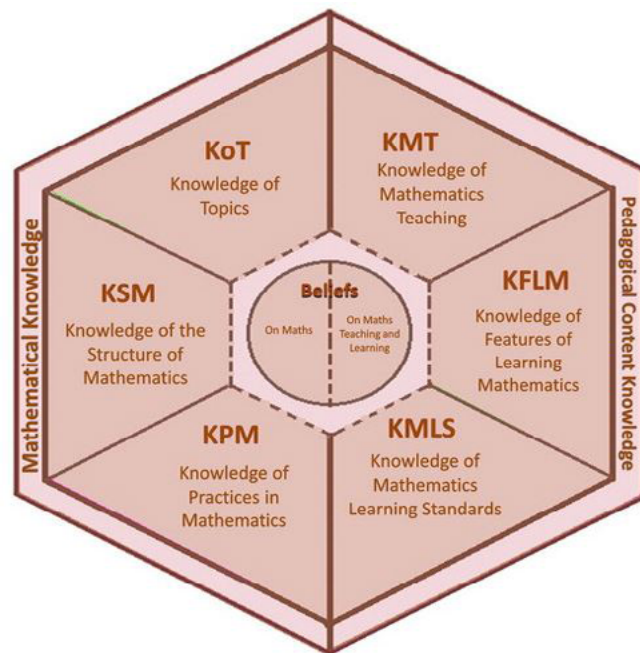 KoT
Knowledge of
Topics
KMT
Knowledge of
Mathematics
Teaching
Mathematical Knowledge
KSM
Knowledge of the
Structure of
Mathematics
Beliefs
On Maths
On Maths
Teaching and
Learning
KFLM
Knowledge of
Features of
Learning
Mathematics
Pedagogical Content Knowledge
KPM
Knowledge of
Practices in
Mathematics
KMLS
Knowledge of
Mathematics
Learning Standards